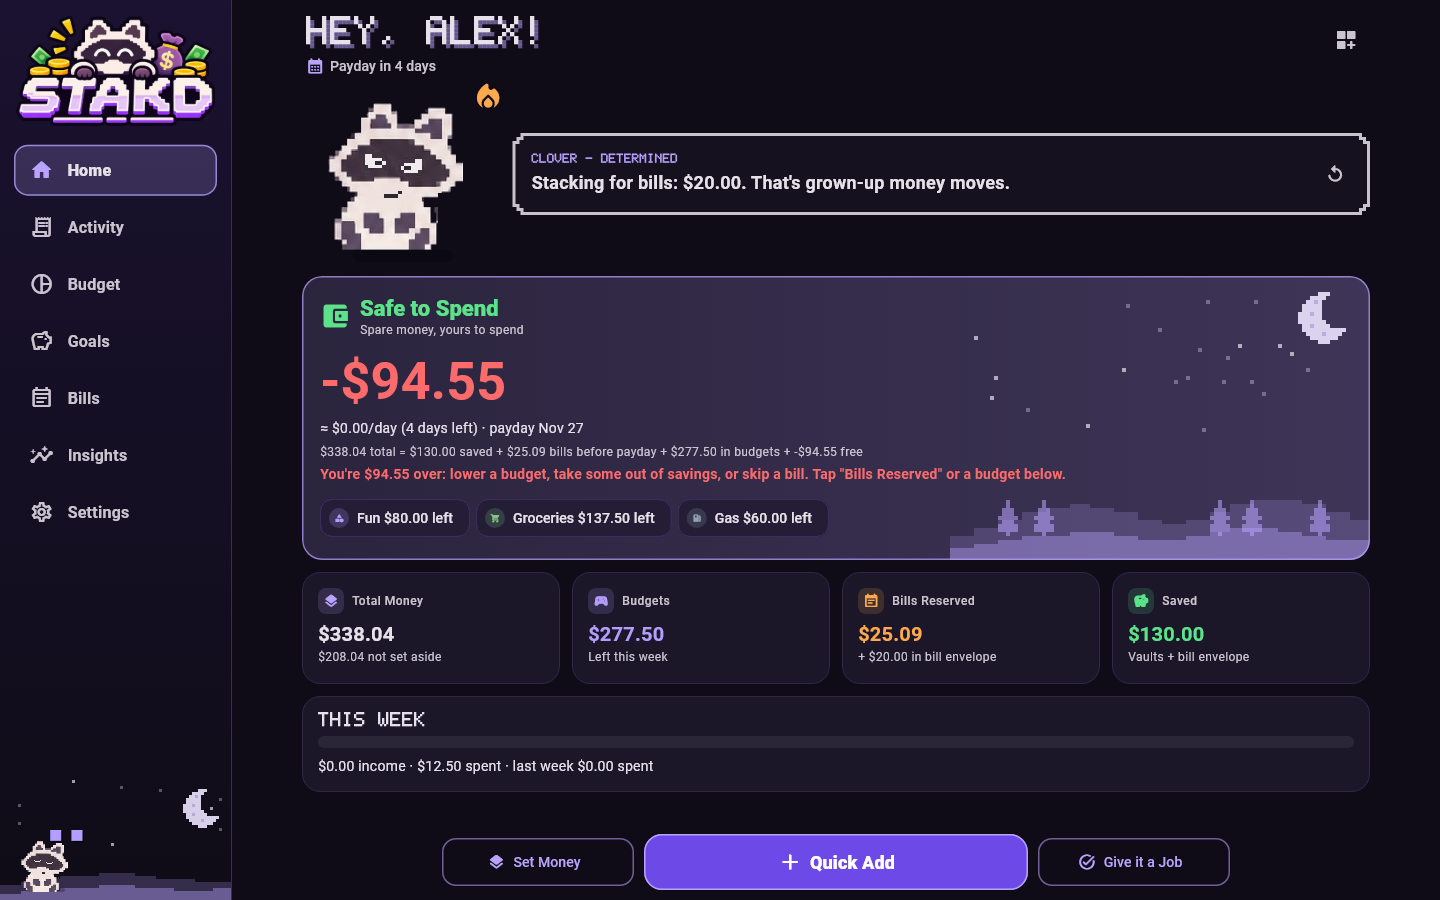 STAKD
Home
Activity
Budget
Goals
Bills
Insights
Settings
HEY, ALEX!
Payday in 4 days
CLOVER – DETERMINED
Stacking for bills: $20.00. That's grown-up money moves.
Safe to Spend
Spare money, yours to spend
-$94.55
≈ $0.00/day (4 days left) · payday Nov 27
$338.04 total = $130.00 saved + $25.09 bills before payday + $277.50 in budgets + -$94.55 free
You're $94.55 over: lower a budget, take some out of savings, or skip a bill. Tap "Bills Reserved" or a budget below.
Fun $80.00 left
Groceries $137.50 left
Gas $60.00 left
Total Money
$338.04
$208.04 not set aside
Budgets
$277.50
Left this week
Bills Reserved
$25.09
+ $20.00 in bill envelope
Saved
$130.00
Vaults + bill envelope
THIS WEEK
$0.00 income · $12.50 spent · last week $0.00 spent
Set Money
Quick Add
Give it a Job